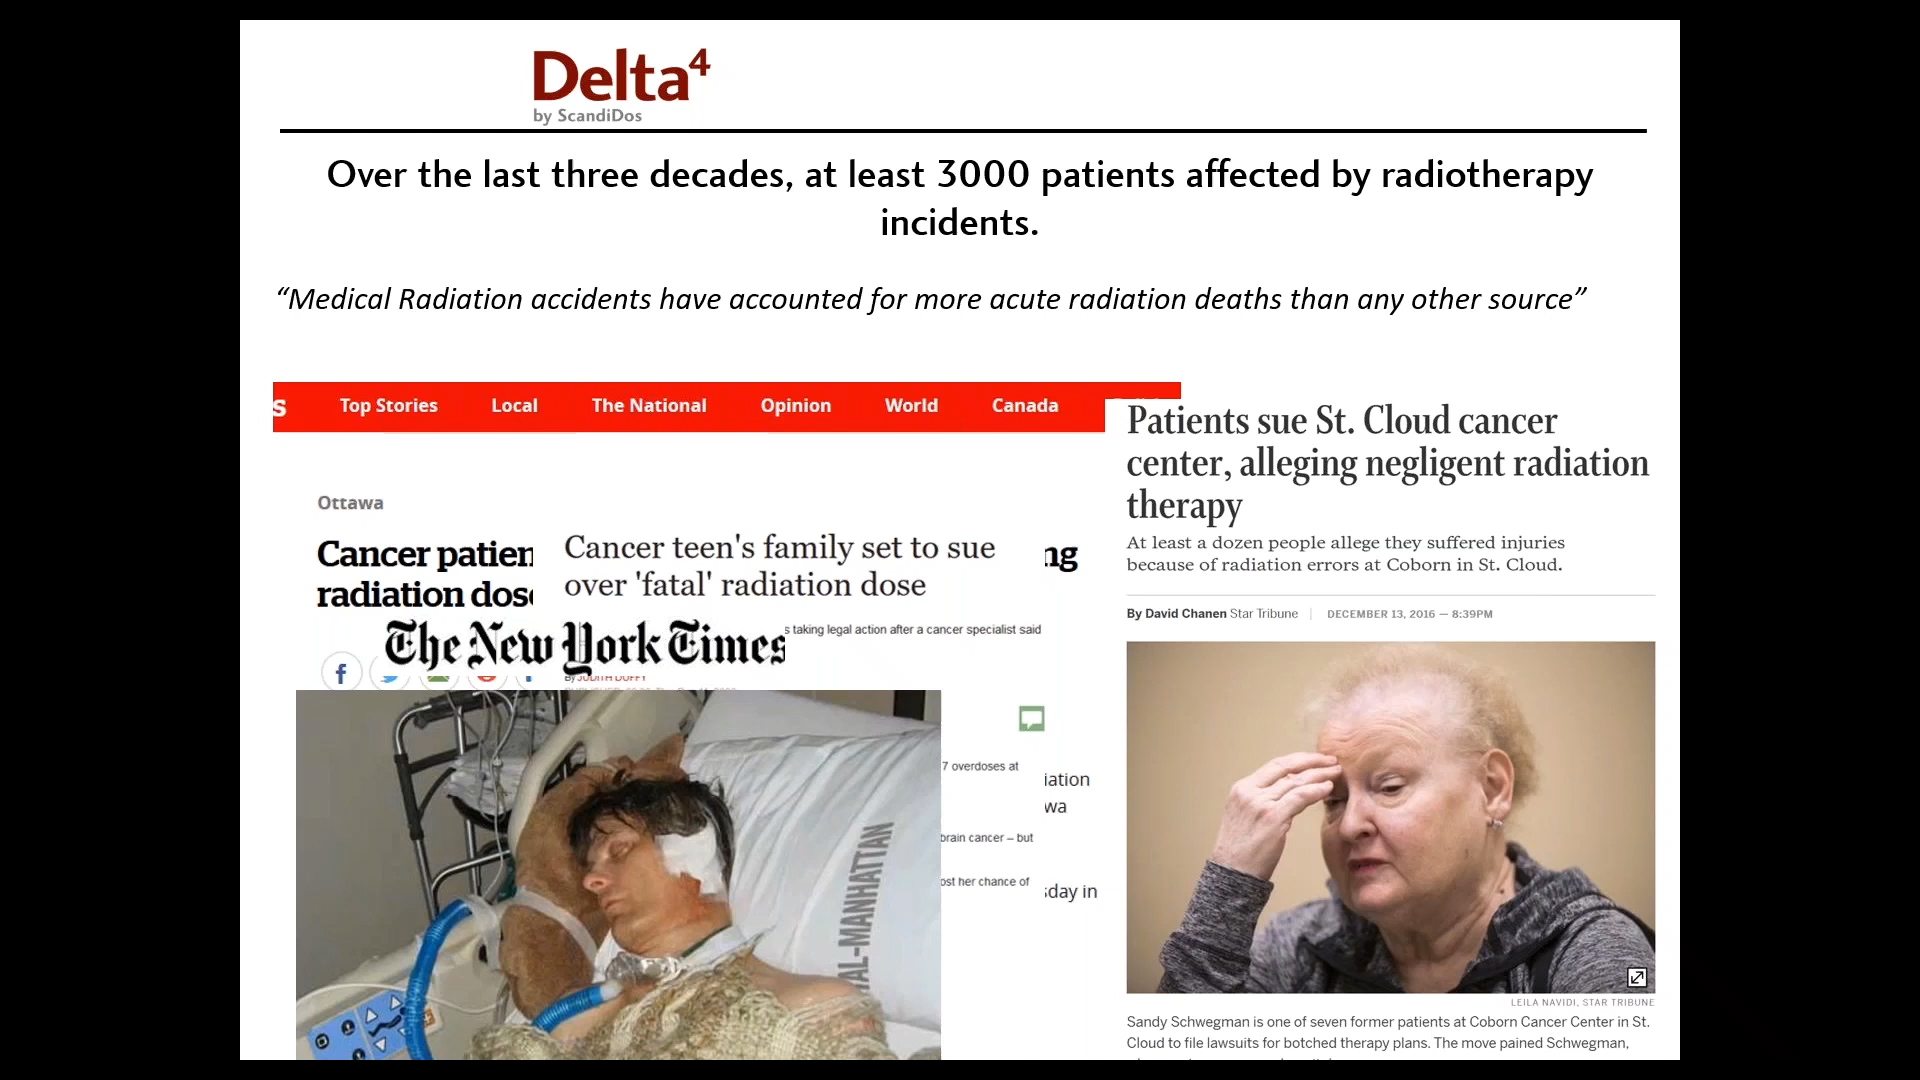 Delta⁴
by ScandiDos
Over the last three decades, at least 3000 patients affected by radiotherapy
incidents.
“Medical Radiation accidents have accounted for more acute radiation deaths than any other source”
s Top Stories Local The National Opinion World Canada
Ottawa
Cancer patien
radiation dos
ng
Cancer teen's family set to sue
over 'fatal' radiation dose
s taking legal action after a cancer specialist said
The New York Times
By JUDITH DUFFY
7 overdoses at
iation
wa
brain cancer – but
ost her chance of
sday in
AL-MANHATTAN
Patients sue St. Cloud cancer
center, alleging negligent radiation
therapy
At least a dozen people allege they suffered injuries
because of radiation errors at Coborn in St. Cloud.
By David Chanen Star Tribune | DECEMBER 13, 2016 — 8:39PM
LEILA NAVIDI, STAR TRIBUNE
Sandy Schwegman is one of seven former patients at Coborn Cancer Center in St.
Cloud to file lawsuits for botched therapy plans. The move pained Schwegman,